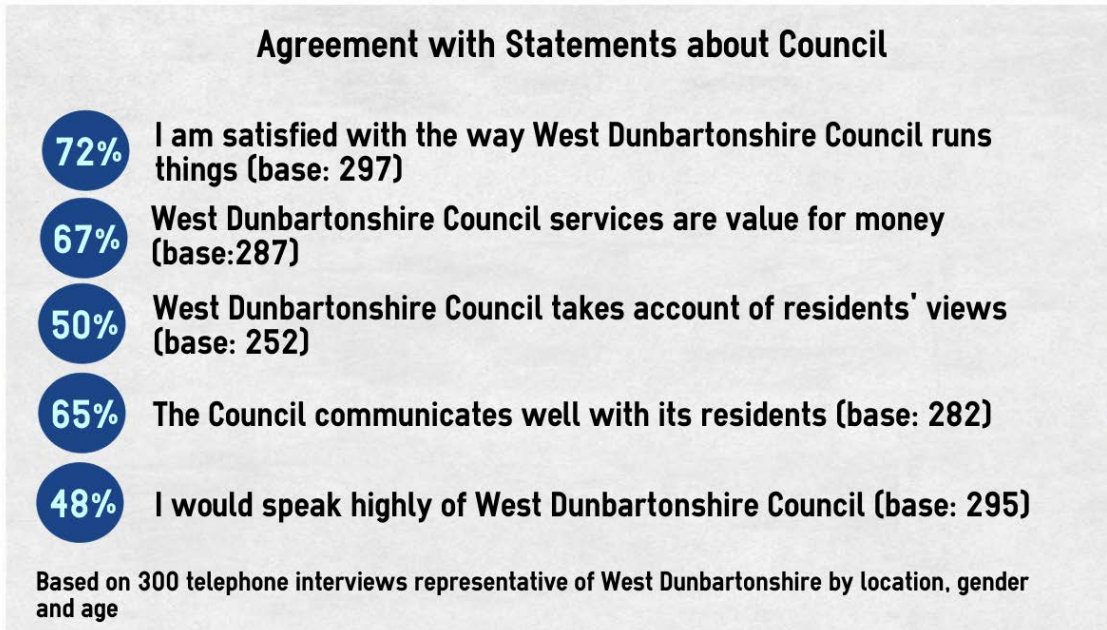 Agreement with Statements about Council
72%
I am satisfied with the way West Dunbartonshire Council runs
things (base: 297)
67%
West Dunbartonshire Council services are value for money
(base:287)
50%
West Dunbartonshire Council takes account of residents' views
(base: 252)
65%
The Council communicates well with its residents (base: 282)
48%
I would speak highly of West Dunbartonshire Council (base: 295)
Based on 300 telephone interviews representative of West Dunbartonshire by location, gender
and age